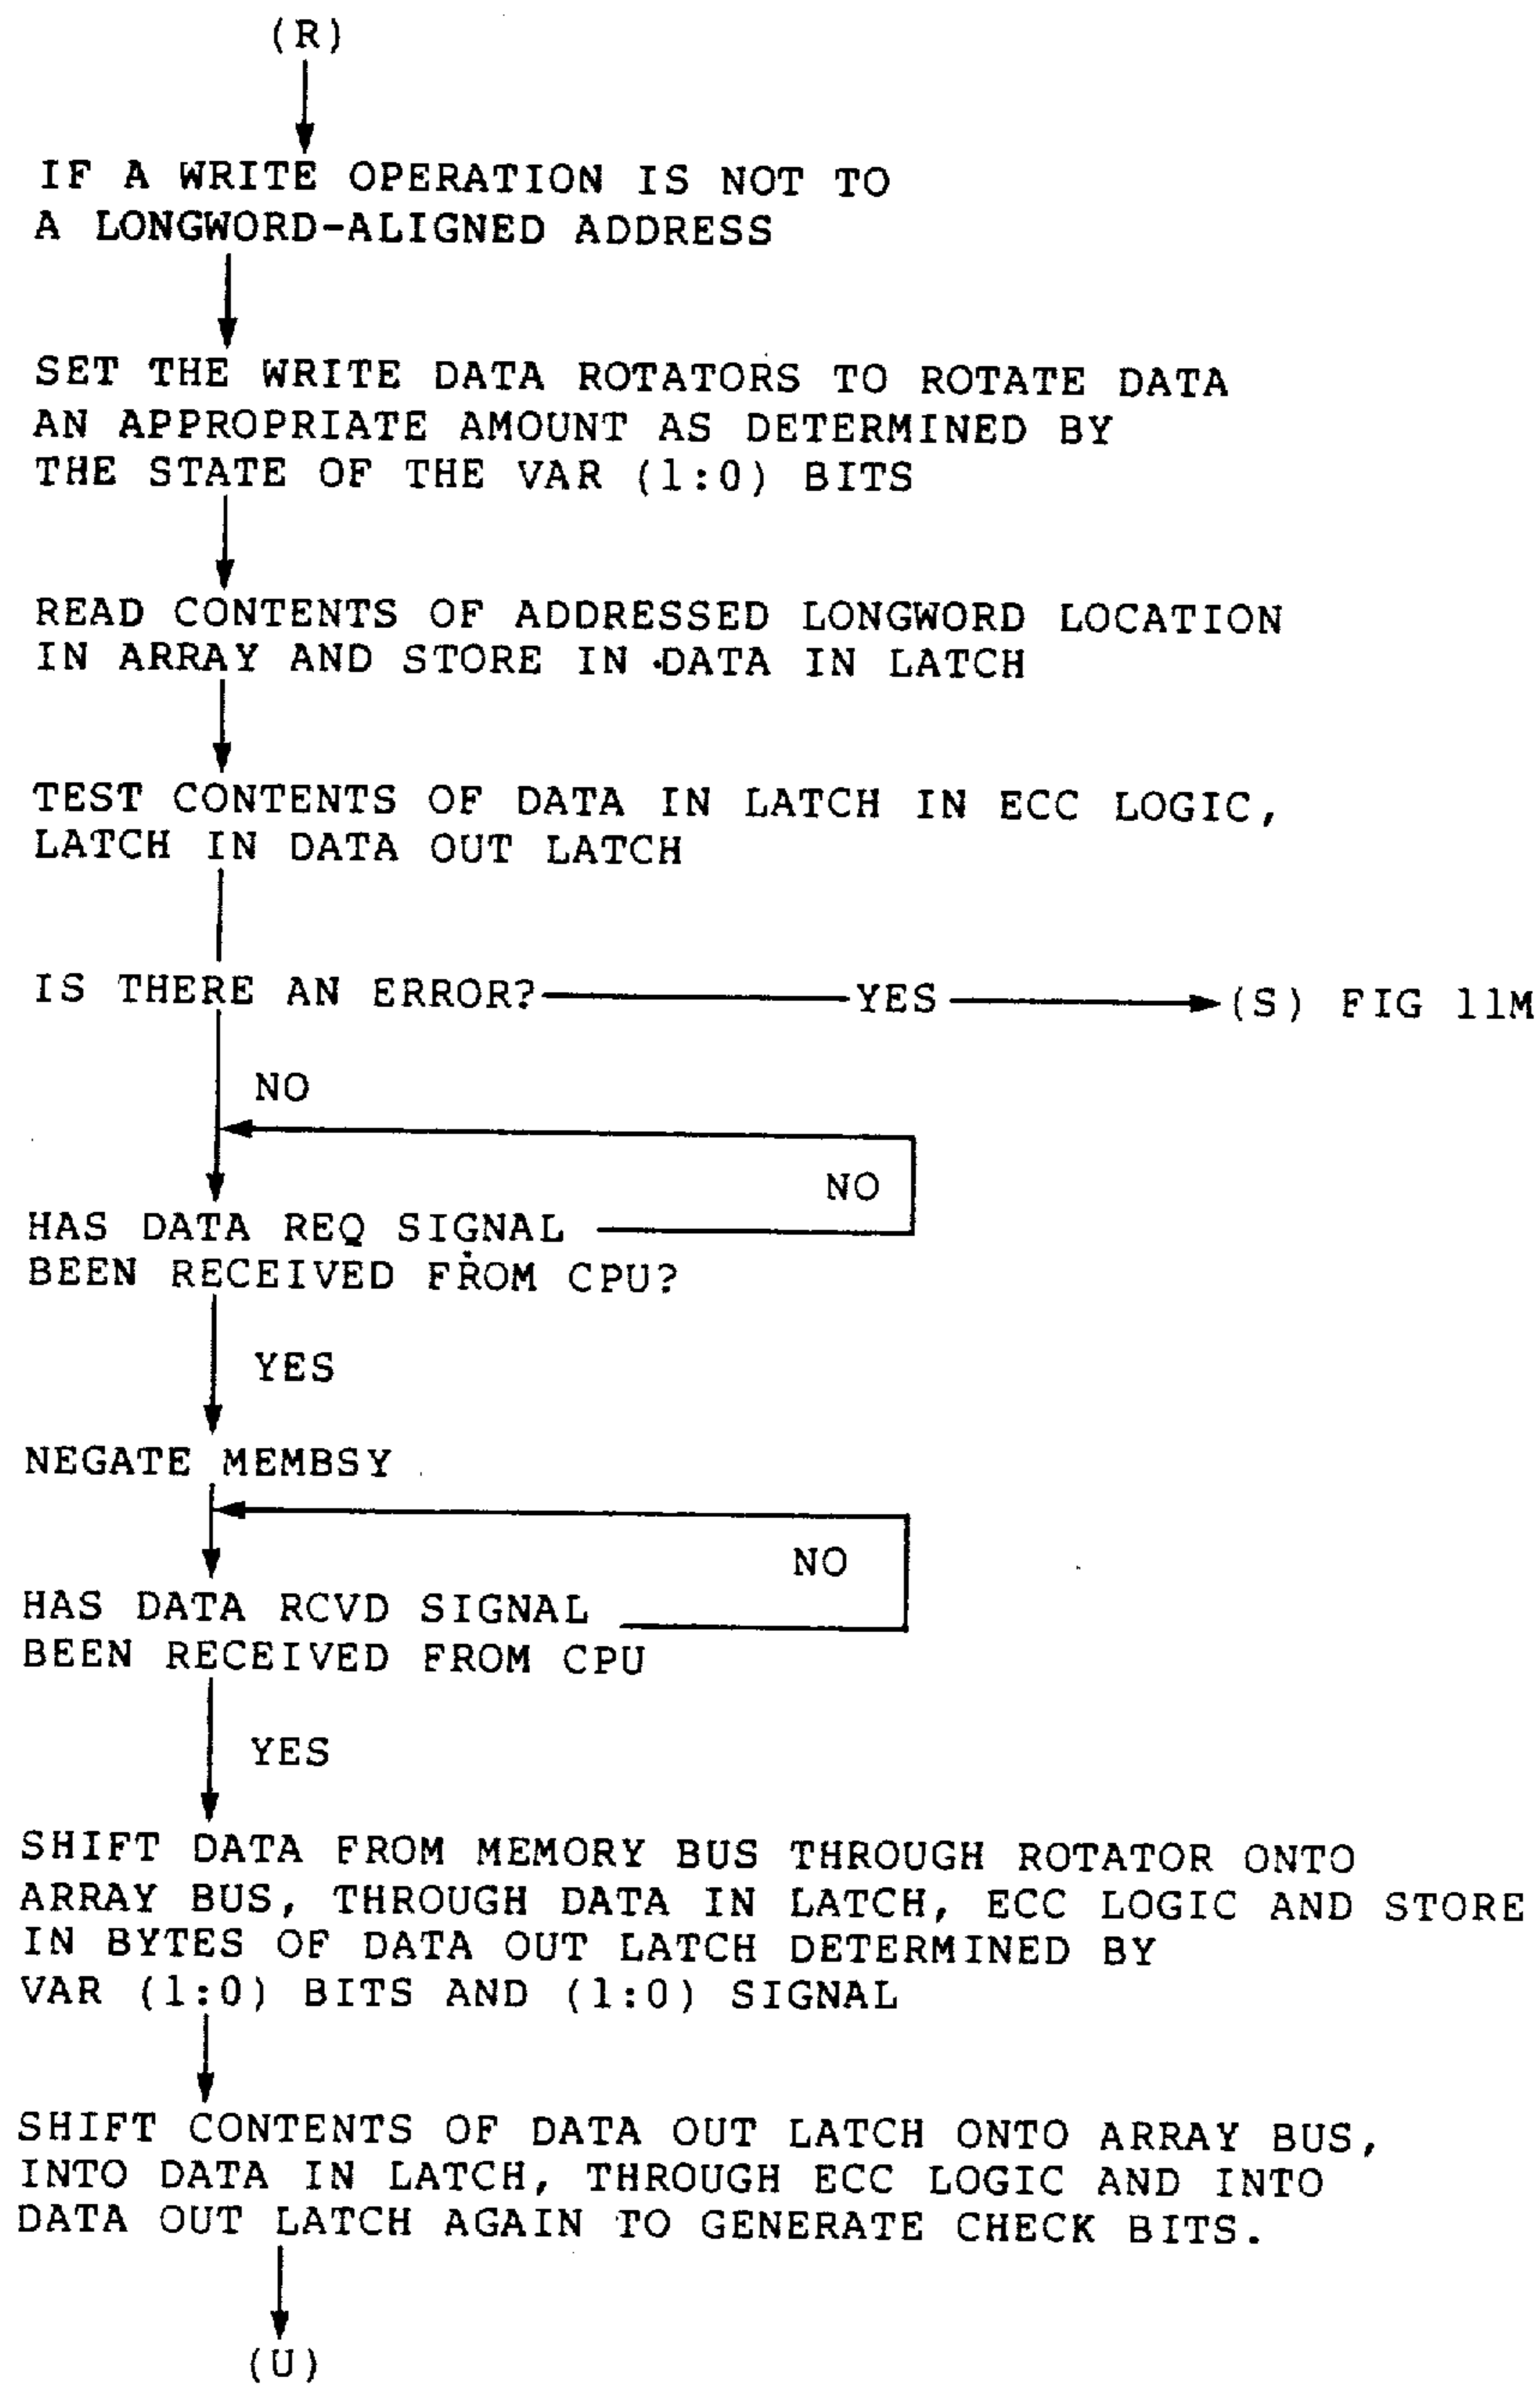 (R)
IF A WRITE OPERATION IS NOT TO
A LONGWORD-ALIGNED ADDRESS
SET THE WRITE DATA ROTATORS TO ROTATE DATA
AN APPROPRIATE AMOUNT AS DETERMINED BY
THE STATE OF THE VAR (1:0) BITS
READ CONTENTS OF ADDRESSED LONGWORD LOCATION
IN ARRAY AND STORE IN DATA IN LATCH
TEST CONTENTS OF DATA IN LATCH IN ECC LOGIC,
LATCH IN DATA OUT LATCH
IS THERE AN ERROR? YES (S) FIG 11M
NO
NO
HAS DATA REQ SIGNAL
BEEN RECEIVED FROM CPU?
YES
NEGATE MEMBSY
NO
HAS DATA RCVD SIGNAL
BEEN RECEIVED FROM CPU
YES
SHIFT DATA FROM MEMORY BUS THROUGH ROTATOR ONTO
ARRAY BUS, THROUGH DATA IN LATCH, ECC LOGIC AND STORE
IN BYTES OF DATA OUT LATCH DETERMINED BY
VAR (1:0) BITS AND (1:0) SIGNAL
SHIFT CONTENTS OF DATA OUT LATCH ONTO ARRAY BUS,
INTO DATA IN LATCH, THROUGH ECC LOGIC AND INTO
DATA OUT LATCH AGAIN TO GENERATE CHECK BITS.
(U)